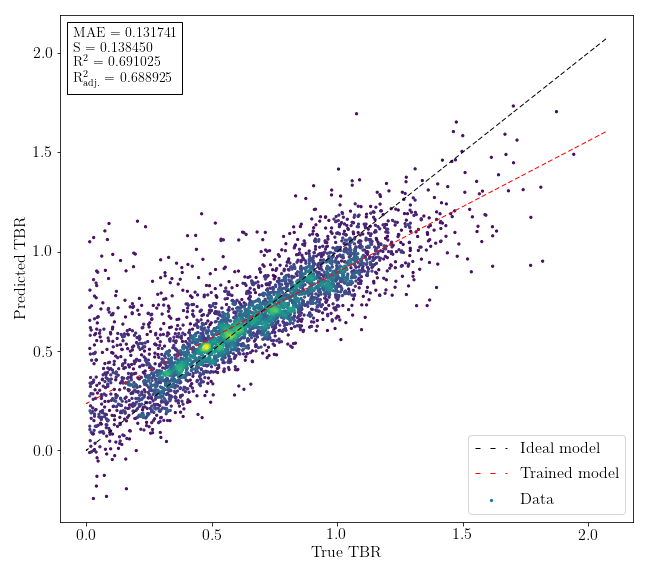 MAE = 0.131741
S = 0.138450
R² = 0.691025
R²adj. = 0.688925
2.0
1.5
1.0
0.5
0.0
Predicted TBR
Ideal model
Trained model
Data
0.0 0.5 1.0 1.5 2.0
True TBR